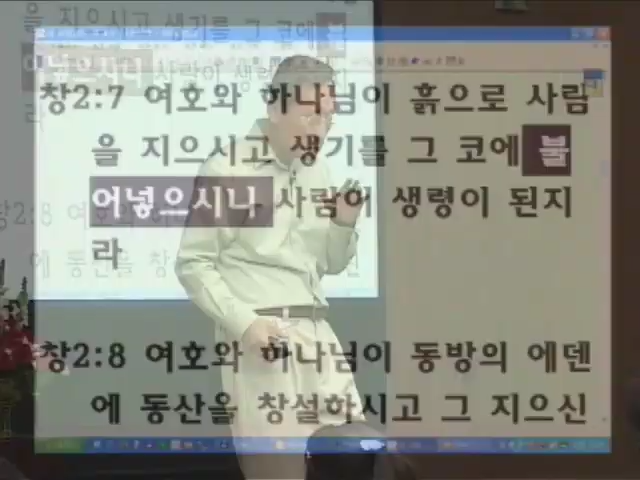 창2:7 여호와 하나님이 흙으로 사람
을 지으시고 생기를 그 코에 불
어넣으시니 사람이 생령이 된지
라
창2:8 여호와 하나님이 동방의 에덴
에 동산을 창설하시고 그 지으신